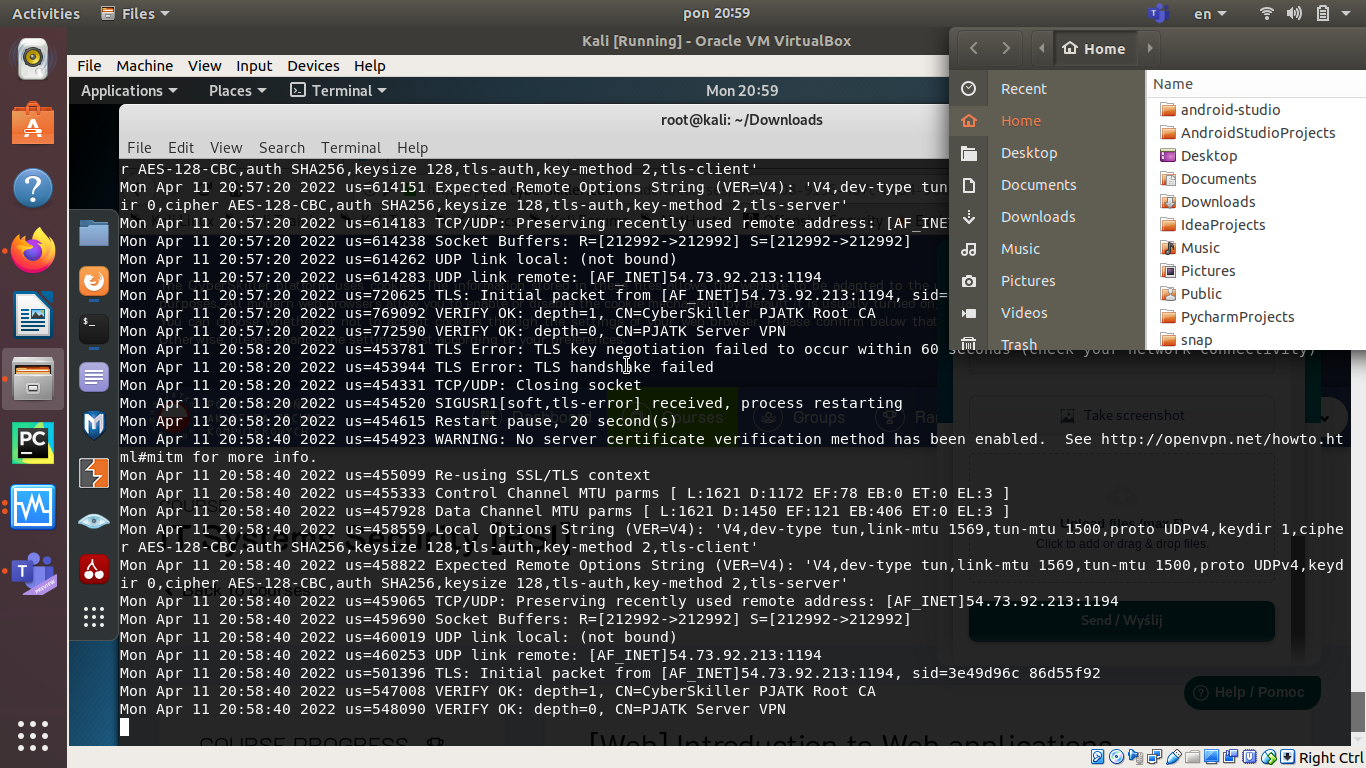 Activities Files pon 20:59 en
Kali [Running] - Oracle VM VirtualBox
File Machine View Input Devices Help
Applications Places Terminal Mon 20:59
root@kali: ~/Downloads
File Edit View Search Terminal Help
Home
Recent
Home
Desktop
Documents
Downloads
Music
Pictures
Videos
Trash
Name
android-studio
AndroidStudioProjects
Desktop
Documents
Downloads
IdeaProjects
Music
Pictures
Public
PycharmProjects
snap
r AES-128-CBC,auth SHA256,keysize 128,tls-auth,key-method 2,tls-client'
Mon Apr 11 20:57:20 2022 us=614151 Expected Remote Options String (VER=V4): 'V4,dev-type tun
ir 0,cipher AES-128-CBC,auth SHA256,keysize 128,tls-auth,key-method 2,tls-server'
Mon Apr 11 20:57:20 2022 us=614183 TCP/UDP: Preserving recently used remote address: [AF_INE
Mon Apr 11 20:57:20 2022 us=614238 Socket Buffers: R=[212992->212992] S=[212992->212992]
Mon Apr 11 20:57:20 2022 us=614262 UDP link local: (not bound)
Mon Apr 11 20:57:20 2022 us=614283 UDP link remote: [AF_INET]54.73.92.213:1194
Mon Apr 11 20:57:20 2022 us=720625 TLS: Initial packet from [AF_INET]54.73.92.213:1194, sid=
Mon Apr 11 20:57:20 2022 us=769092 VERIFY OK: depth=1, CN=CyberSkiller PJATK Root CA
Mon Apr 11 20:57:20 2022 us=772590 VERIFY OK: depth=0, CN=PJATK Server VPN
Mon Apr 11 20:58:20 2022 us=453781 TLS Error: TLS key negotiation failed to occur within 60 seconds (check your network connectivity)
Mon Apr 11 20:58:20 2022 us=453944 TLS Error: TLS handshake failed
Mon Apr 11 20:58:20 2022 us=454331 TCP/UDP: Closing socket
Mon Apr 11 20:58:20 2022 us=454520 SIGUSR1[soft,tls-error] received, process restarting
Mon Apr 11 20:58:20 2022 us=454615 Restart pause, 20 second(s)
Mon Apr 11 20:58:40 2022 us=454923 WARNING: No server certificate verification method has been enabled.  See http://openvpn.net/howto.ht
ml#mitm for more info.
Mon Apr 11 20:58:40 2022 us=455099 Re-using SSL/TLS context
Mon Apr 11 20:58:40 2022 us=455333 Control Channel MTU parms [ L:1621 D:1172 EF:78 EB:0 ET:0 EL:3 ]
Mon Apr 11 20:58:40 2022 us=457928 Data Channel MTU parms [ L:1621 D:1450 EF:121 EB:406 ET:0 EL:3 ]
Mon Apr 11 20:58:40 2022 us=458559 Local Options String (VER=V4): 'V4,dev-type tun,link-mtu 1569,tun-mtu 1500,proto UDPv4,keydir 1,ciphe
r AES-128-CBC,auth SHA256,keysize 128,tls-auth,key-method 2,tls-client'
Mon Apr 11 20:58:40 2022 us=458822 Expected Remote Options String (VER=V4): 'V4,dev-type tun,link-mtu 1569,tun-mtu 1500,proto UDPv4,keyd
ir 0,cipher AES-128-CBC,auth SHA256,keysize 128,tls-auth,key-method 2,tls-server'
Mon Apr 11 20:58:40 2022 us=459065 TCP/UDP: Preserving recently used remote address: [AF_INET]54.73.92.213:1194
Mon Apr 11 20:58:40 2022 us=459690 Socket Buffers: R=[212992->212992] S=[212992->212992]
Mon Apr 11 20:58:40 2022 us=460019 UDP link local: (not bound)
Mon Apr 11 20:58:40 2022 us=460253 UDP link remote: [AF_INET]54.73.92.213:1194
Mon Apr 11 20:58:40 2022 us=501396 TLS: Initial packet from [AF_INET]54.73.92.213:1194, sid=3e49d96c 86d55f92
Mon Apr 11 20:58:40 2022 us=547008 VERIFY OK: depth=1, CN=CyberSkiller PJATK Root CA
Mon Apr 11 20:58:40 2022 us=548090 VERIFY OK: depth=0, CN=PJATK Server VPN
Dashboard Courses Groups
Take screenshot
IT Systems Security [BSI]
Click to add or drag & drop files.
Back to courses
Send / Wyślij
Help / Pomoc
COURSE PROGRESS
[Web] Introduction to Web applications
Right Ctrl